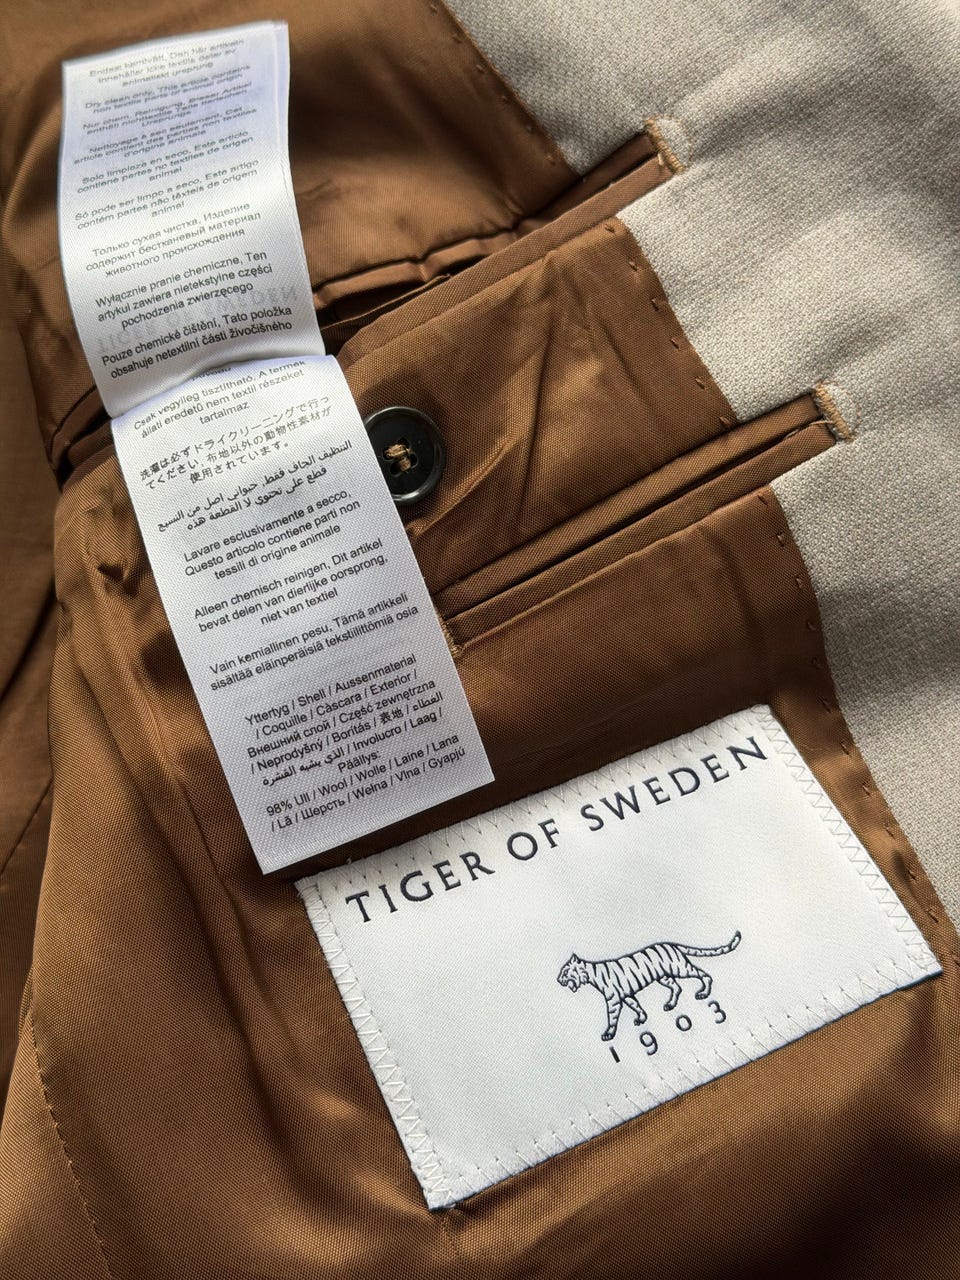 Endast kemtvätt, Den här artikeln
innehåller icke textila delar av
animaliskt ursprung
Dry clean only, This article contains
non textile parts of animal origin
Nur chem. Reinigung, Dieser Artikel
enthält nichttextile Teile tierischen
Ursprungs
Nettoyage à sec seulement, Cet
article contient des parties non textiles
d'origine animale
Solo limpieza en seco, Este articulo
contiene partes no textiles de origen
animal
Só pode ser limpo a seco, Este artigo
contém partes não têxteis de origem
animal
Только сухая чистка, Изделие
содержит бестканевый материал
животного происхождения
Wyłącznie pranie chemiczne, Ten
artykuł zawiera nietekstylne części
pochodzenia zwierzęcego
Pouze chemické čištění, Tato položka
obsahuje netextilní části živočišného
původu
Csak vegyileg tisztítható, A termék
állati eredetű nem textil részeket
tartalmaz
洗濯は必ずドライクリーニングで行っ
てください, 布地以外の動物性素材が
使用されています。
التنظيف الجاف فقط, حيواني اصل من النسيج
قطع على تحتوي لا القطعة هذه
Lavare esclusivamente a secco,
Questo articolo contiene parti non
tessili di origine animale
Alleen chemisch reinigen, Dit artikel
bevat delen van dierlijke oorsprong,
niet van textiel
Vain kemiallinen pesu, Tämä artikkeli
sisältää eläinperäisiä tekstiilittömiä osia
Yttertyg / Shell / Aussenmaterial
/ Coquille / Càscara / Exterior /
Внешний слой / Część zewnętrzna
/ Neprodyšný / Borítás / 表地 / الغطاء
الذي يشبه القشرة / Involucro / Laag /
Päällys:
98% Ull / Wool / Wolle / Laine / Lana
/ Lã / Шерсть / Wełna / Vlna / Gyapjú
TIGER OF SWEDEN
1903